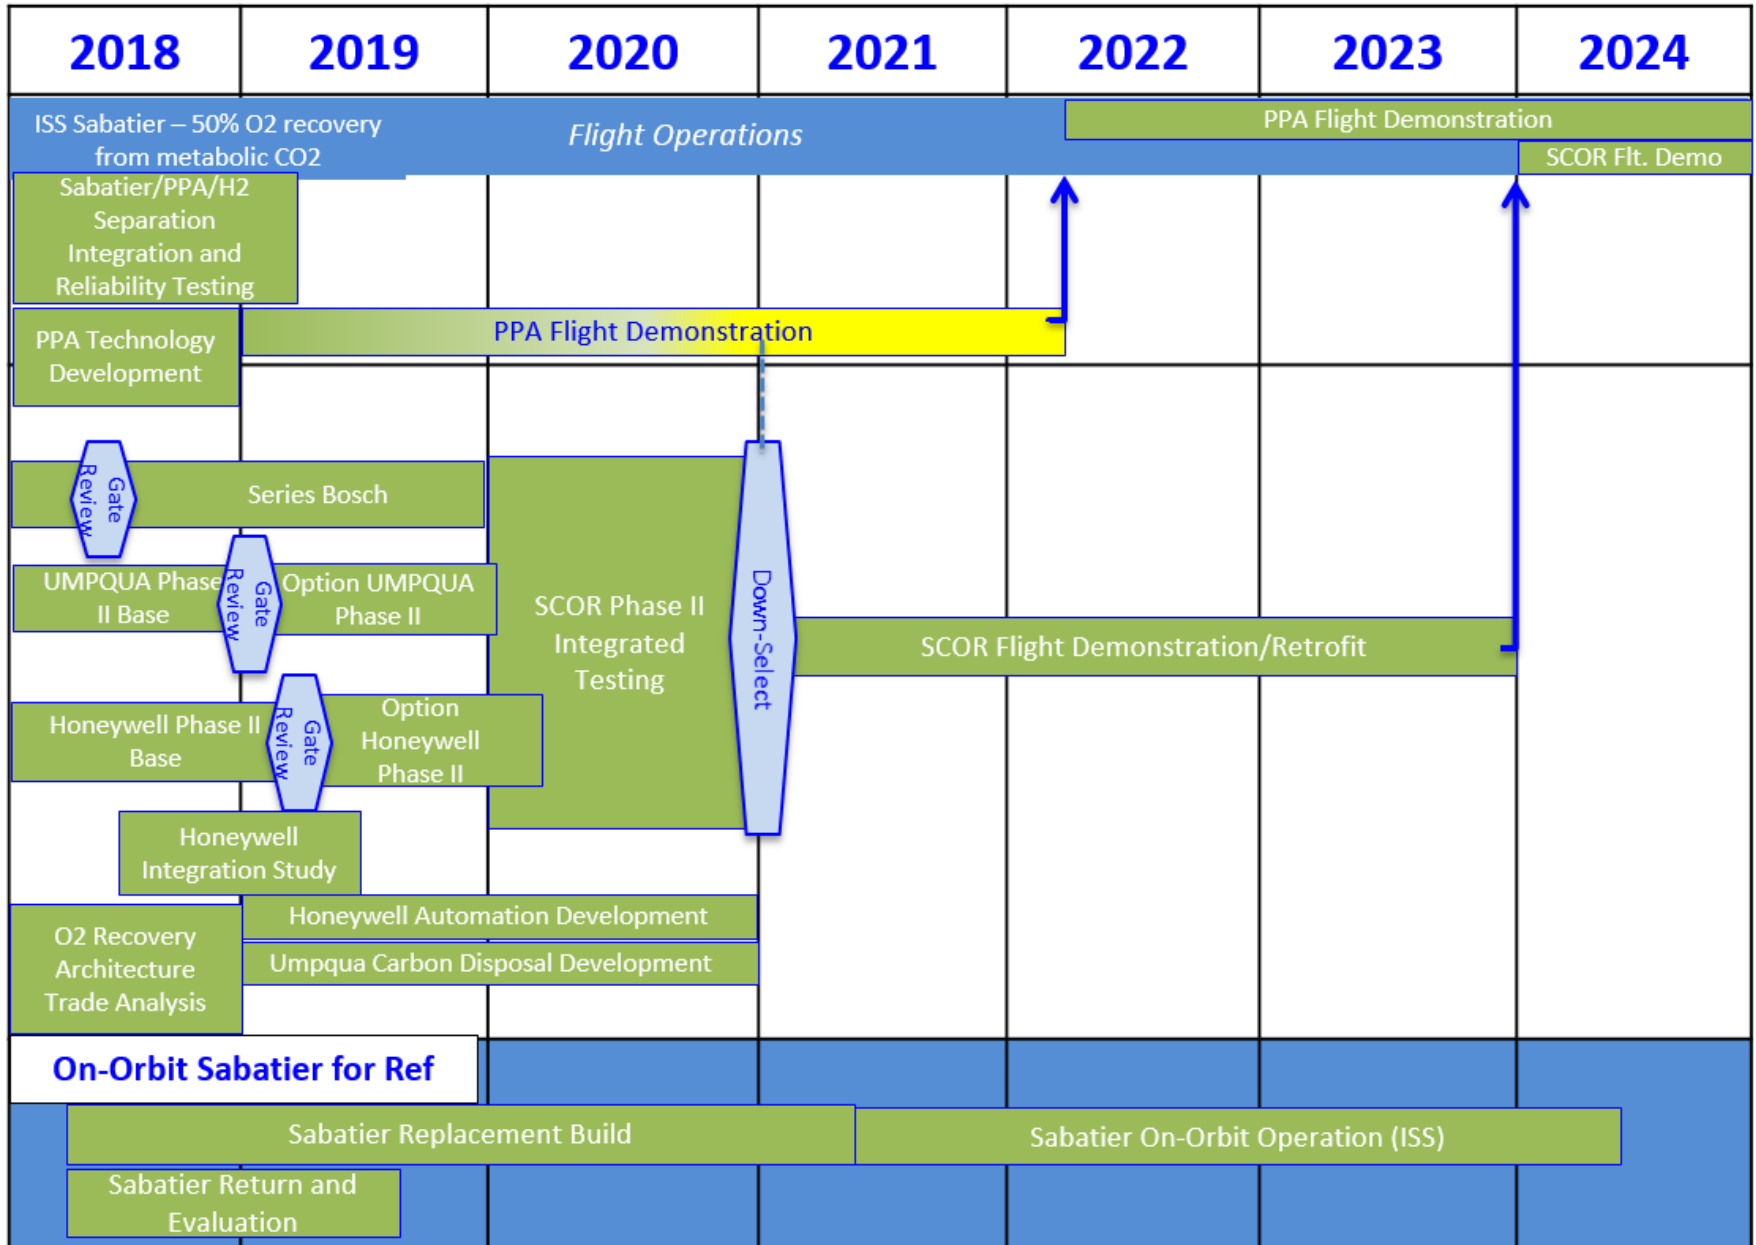 2018 2019 2020 2021 2022 2023 2024
ISS Sabatier – 50% O2 recovery
from metabolic CO2
Flight Operations
PPA Flight Demonstration
SCOR Flt. Demo
Sabatier/PPA/H2
Separation
Integration and
Reliability Testing
PPA Technology
Development
PPA Flight Demonstration
Gate
Review
Series Bosch
UMPQUA Phase
II Base
Gate
Review
Option UMPQUA
Phase II
SCOR Phase II
Integrated
Testing
Down-Select
SCOR Flight Demonstration/Retrofit
Honeywell Phase II
Base
Gate
Review
Option
Honeywell
Phase II
Honeywell
Integration Study
O2 Recovery
Architecture
Trade Analysis
Honeywell Automation Development
Umpqua Carbon Disposal Development
On-Orbit Sabatier for Ref
Sabatier Replacement Build
Sabatier On-Orbit Operation (ISS)
Sabatier Return and
Evaluation